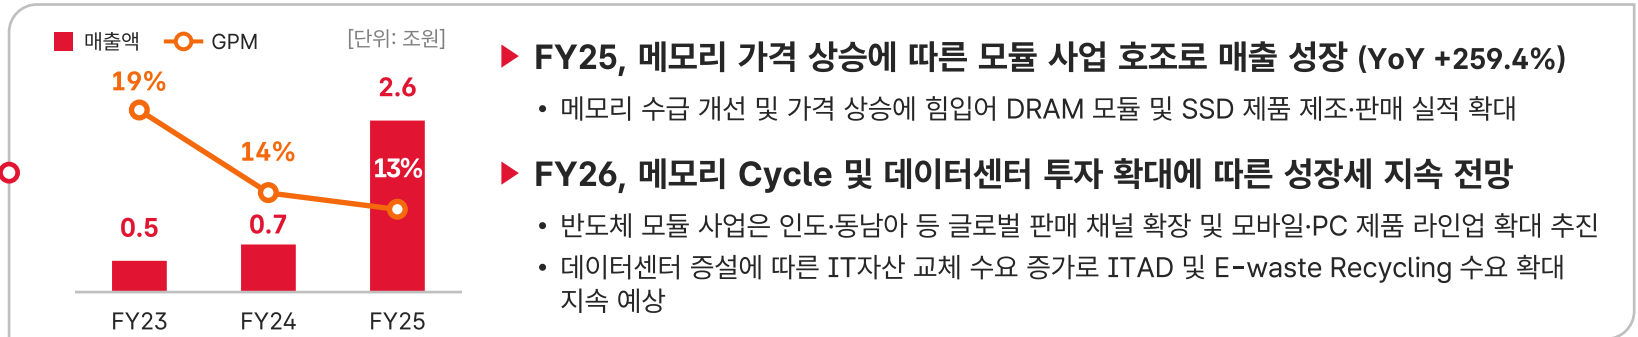 매출액 GPM [단위: 조원]
19%
14%
13%
0.5
0.7
2.6
FY23 FY24 FY25
FY25, 메모리 가격 상승에 따른 모듈 사업 호조로 매출 성장 (YoY +259.4%)
• 메모리 수급 개선 및 가격 상승에 힘입어 DRAM 모듈 및 SSD 제품 제조·판매 실적 확대
FY26, 메모리 Cycle 및 데이터센터 투자 확대에 따른 성장세 지속 전망
• 반도체 모듈 사업은 인도·동남아 등 글로벌 판매 채널 확장 및 모바일·PC 제품 라인업 확대 추진
• 데이터센터 증설에 따른 IT자산 교체 수요 증가로 ITAD 및 E-waste Recycling 수요 확대
지속 예상